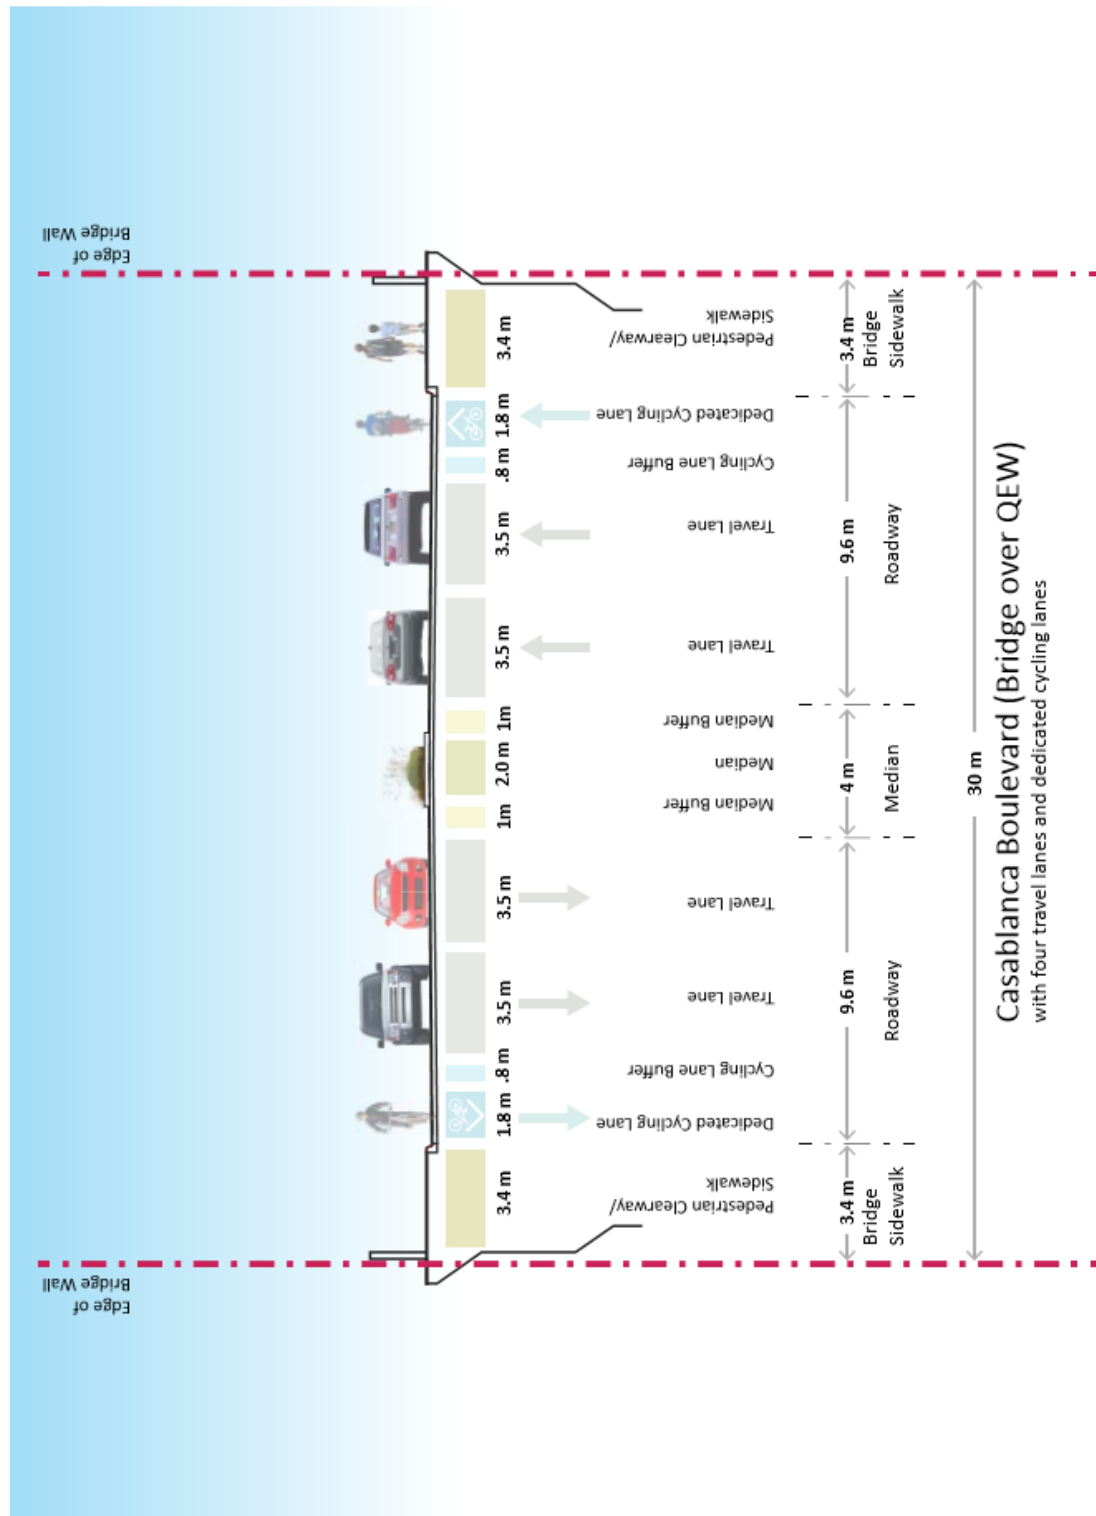 Edge of
Bridge Wall
Edge of
Bridge Wall
3.4 m
1.8 m
.8 m
3.5 m
3.5 m
1m
2.0 m
1m
3.5 m
3.5 m
.8 m
1.8 m
3.4 m
Pedestrian Clearway/
Sidewalk
Dedicated Cycling Lane
Cycling Lane Buffer
Travel Lane
Travel Lane
Median Buffer
Median
Median Buffer
Travel Lane
Travel Lane
Cycling Lane Buffer
Dedicated Cycling Lane
Pedestrian Clearway/
Sidewalk
3.4 m
Bridge
Sidewalk
9.6 m
Roadway
4 m
Median
9.6 m
Roadway
3.4 m
Bridge
Sidewalk
30 m
Casablanca Boulevard (Bridge over QEW)
with four travel lanes and dedicated cycling lanes